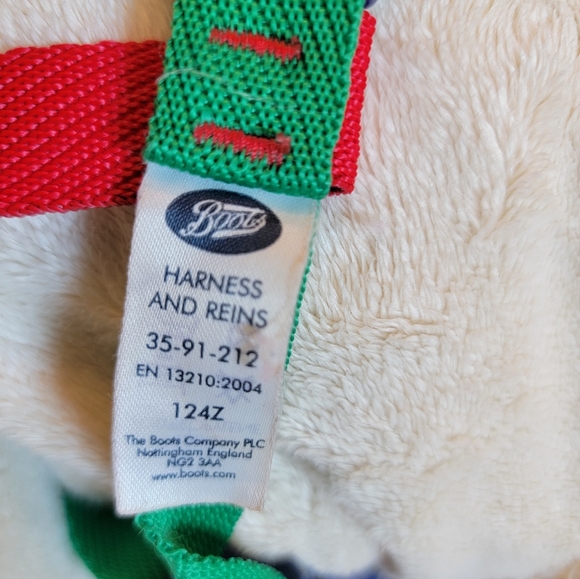 Boots
HARNESS
AND REINS
35-91-212
EN 13210:2004
124Z
The Boots Company PLC
Nottingham England
NG2 3AA
www.boots.com